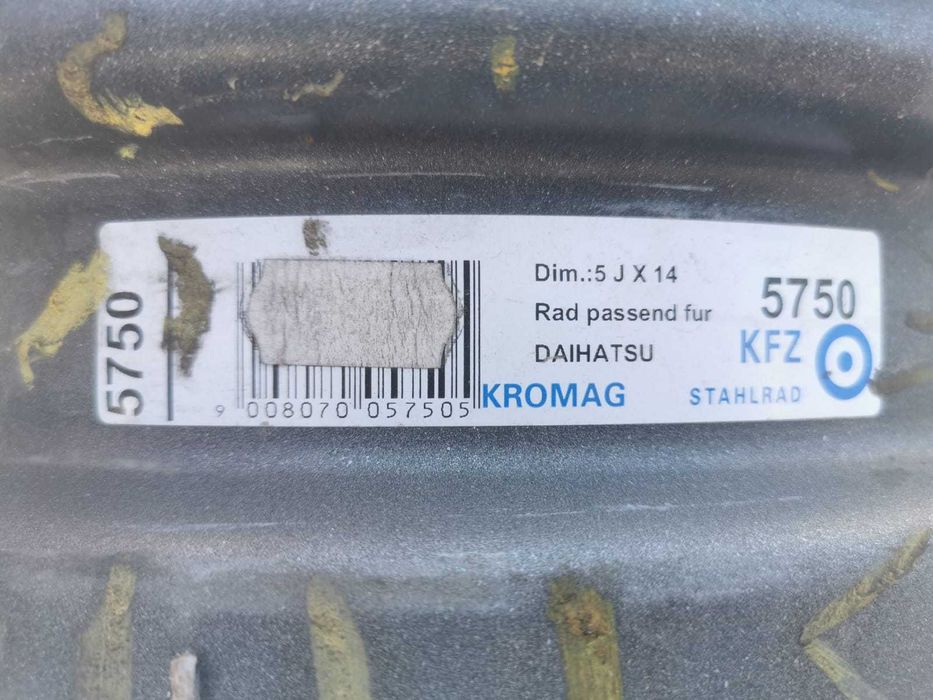 5750
9 008070 057505
Dim.:5 J X 14
Rad passend fur
DAIHATSU
KROMAG
5750
KFZ
STAHLRAD